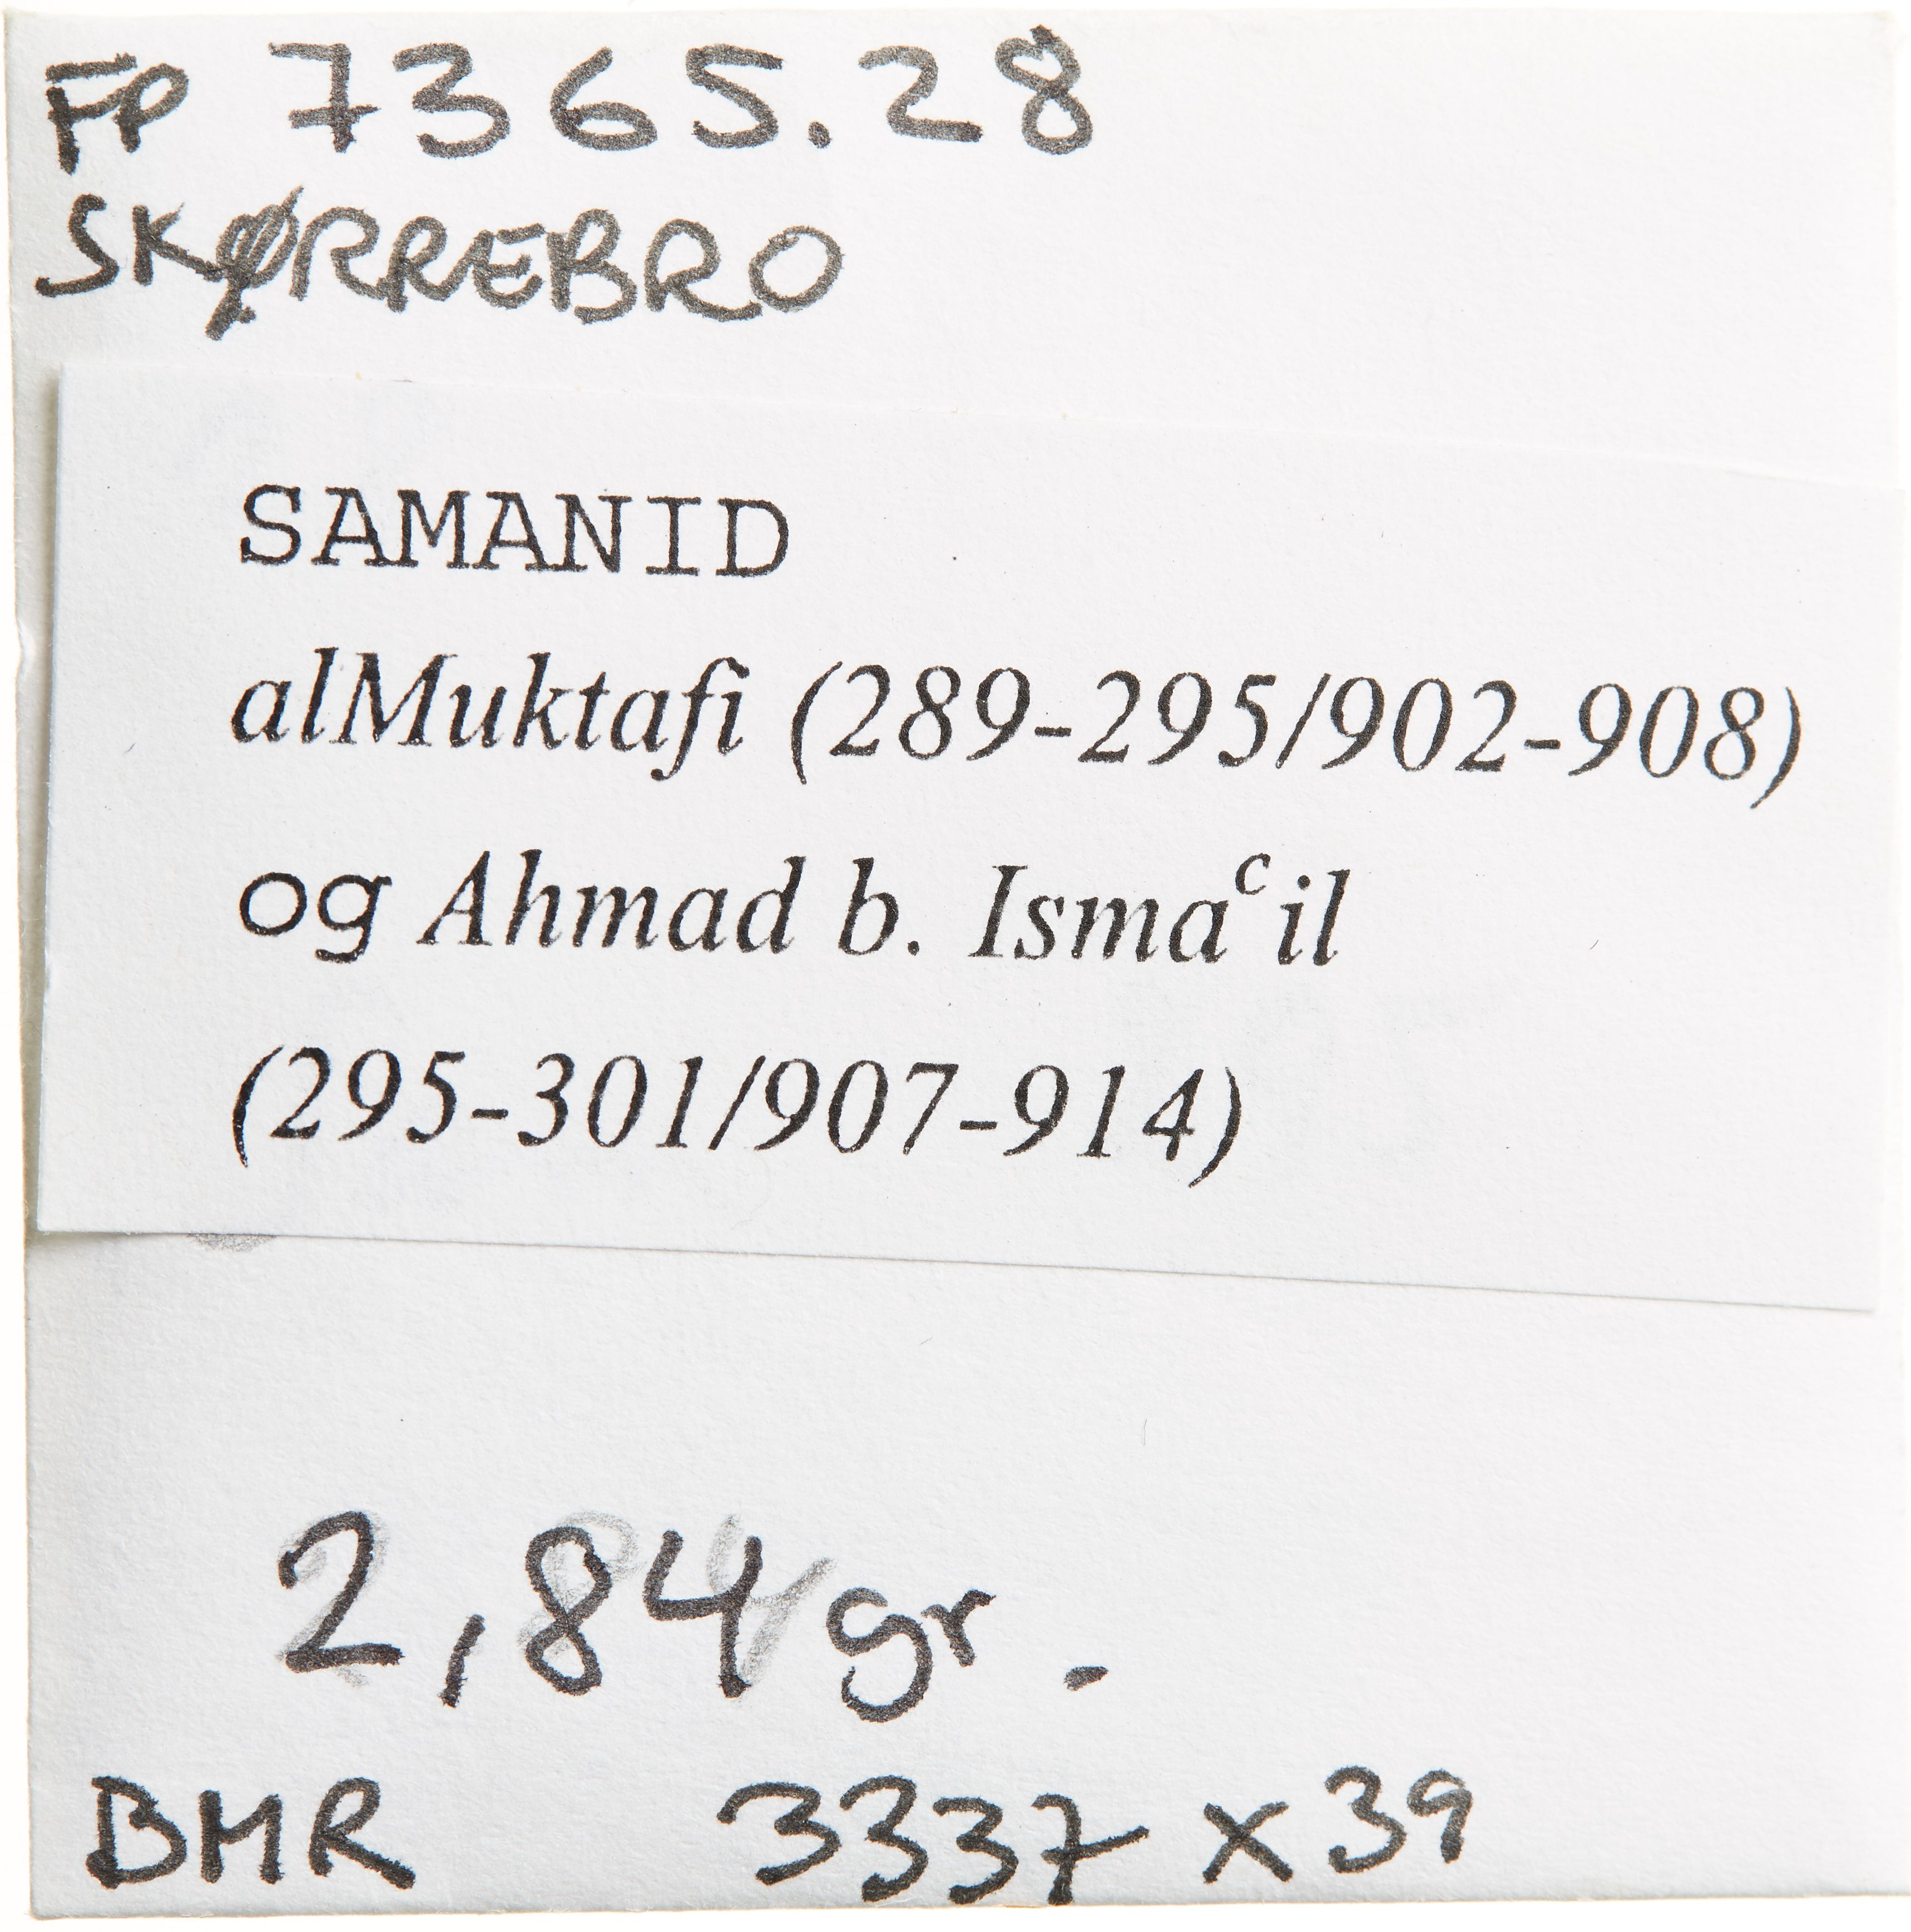 FP 7365.28
SKØRREBRO
SAMANID
alMuktafi (289-295/902-908)
og Ahmad b. Ismaᶜil
(295-301/907-914)
2,84 gr.
BMR 3337 x 39